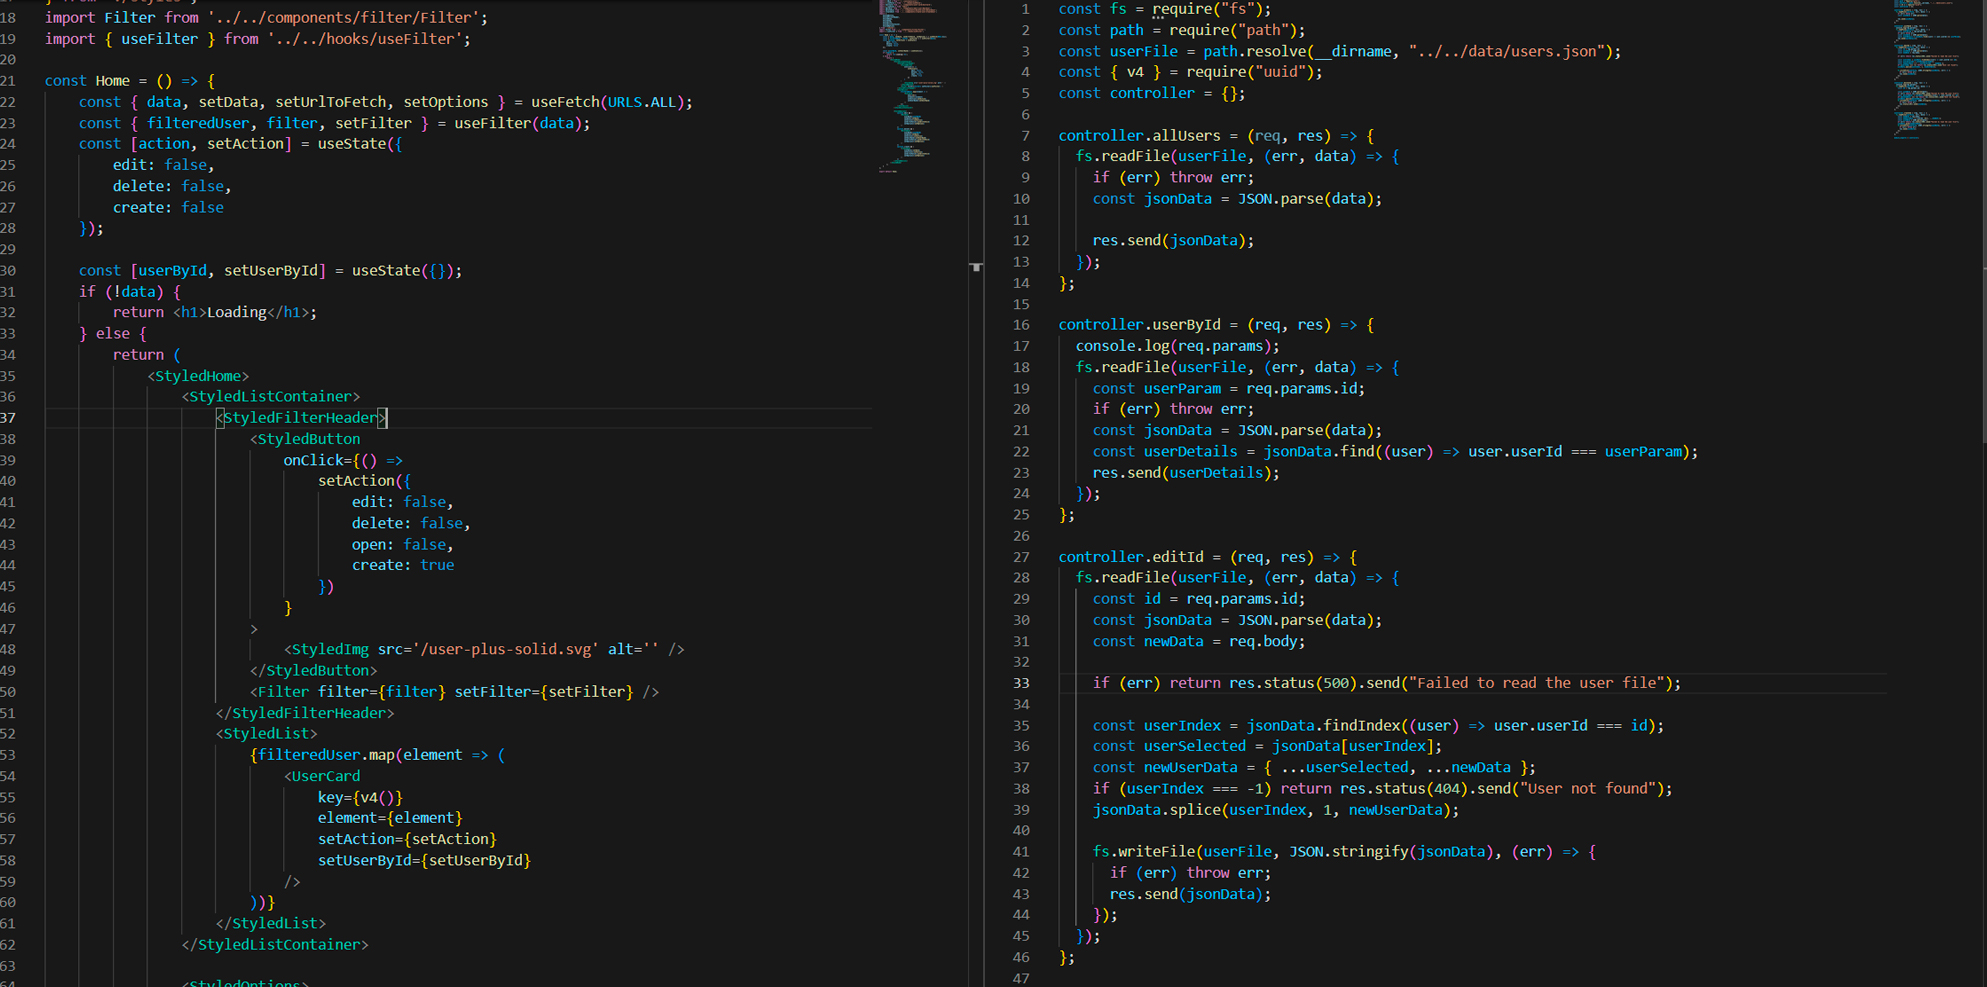 18 import Filter from '../../components/filter/Filter';
19 import { useFilter } from '../../hooks/useFilter';
20
21 const Home = () => {
22 const { data, setData, setUrlToFetch, setOptions } = useFetch(URLS.ALL);
23 const { filteredUser, filter, setFilter } = useFilter(data);
24 const [action, setAction] = useState({
25 edit: false,
26 delete: false,
27 create: false
28 });
29
30 const [userById, setUserById] = useState({});
31 if (!data) {
32 return <h1>Loading</h1>;
33 } else {
34 return (
35 <StyledHome>
36 <StyledListContainer>
37 <StyledFilterHeader>
38 <StyledButton
39 onClick={() =>
40 setAction({
41 edit: false,
42 delete: false,
43 open: false,
44 create: true
45 })
46 }
47 >
48 <StyledImg src='/user-plus-solid.svg' alt='' />
49 </StyledButton>
50 <Filter filter={filter} setFilter={setFilter} />
51 </StyledFilterHeader>
52 <StyledList>
53 {filteredUser.map(element => (
54 <UserCard
55 key={v4()}
56 element={element}
57 setAction={setAction}
58 setUserById={setUserById}
59 />
60 ))}
61 </StyledList>
62 </StyledListContainer>
63
64 <StyledOptions>
1 const fs = require("fs");
2 const path = require("path");
3 const userFile = path.resolve(__dirname, "../../data/users.json");
4 const { v4 } = require("uuid");
5 const controller = {};
6
7 controller.allUsers = (req, res) => {
8 fs.readFile(userFile, (err, data) => {
9 if (err) throw err;
10 const jsonData = JSON.parse(data);
11
12 res.send(jsonData);
13 });
14 };
15
16 controller.userById = (req, res) => {
17 console.log(req.params);
18 fs.readFile(userFile, (err, data) => {
19 const userParam = req.params.id;
20 if (err) throw err;
21 const jsonData = JSON.parse(data);
22 const userDetails = jsonData.find((user) => user.userId === userParam);
23 res.send(userDetails);
24 });
25 };
26
27 controller.editId = (req, res) => {
28 fs.readFile(userFile, (err, data) => {
29 const id = req.params.id;
30 const jsonData = JSON.parse(data);
31 const newData = req.body;
32
33 if (err) return res.status(500).send("Failed to read the user file");
34
35 const userIndex = jsonData.findIndex((user) => user.userId === id);
36 const userSelected = jsonData[userIndex];
37 const newUserData = { ...userSelected, ...newData };
38 if (userIndex === -1) return res.status(404).send("User not found");
39 jsonData.splice(userIndex, 1, newUserData);
40
41 fs.writeFile(userFile, JSON.stringify(jsonData), (err) => {
42 if (err) throw err;
43 res.send(jsonData);
44 });
45 });
46 };
47